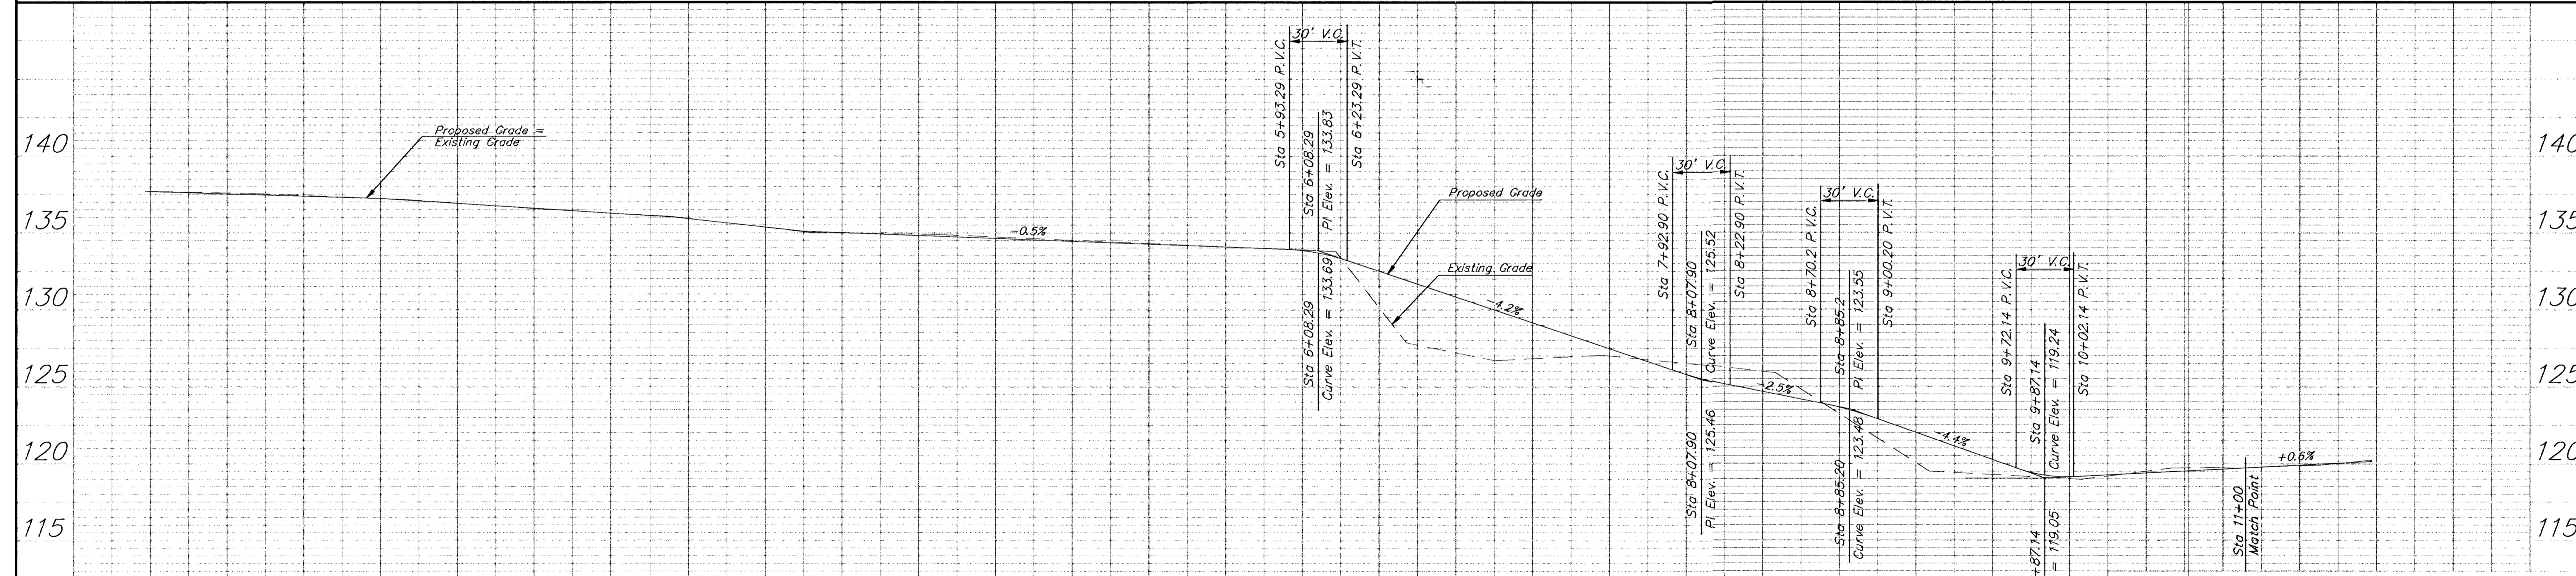 140
135
130
125
120
115
Proposed Grade =
Existing Grade
-0.5%
30' V.C.
Sta 5+93.29 P.V.C.
Sta 6+08.29
PI Elev. = 133.83
Sta 6+23.29 P.V.T.
Sta 6+08.29
Curve Elev. = 133.69
Proposed Grade
Existing Grade
-4.2%
30' V.C.
Sta 7+92.90 P.V.C.
Sta 8+07.90
Curve Elev. = 125.52
Sta 8+22.90 P.V.T.
Sta 8+07.90
PI Elev. = 125.46
-2.5%
30' V.C.
Sta 8+70.2 P.V.C.
Sta 8+85.2
PI Elev. = 123.55
Sta 9+00.20 P.V.T.
Sta 8+85.20
Curve Elev. = 123.48
-4.4%
30' V.C.
Sta 9+72.14 P.V.C.
Sta 9+87.14
Curve Elev. = 119.24
Sta 10+02.14 P.V.T.
+87.14
= 119.05
Sta 11+00
Match Point
+0.6%
140
135
130
125
120
115